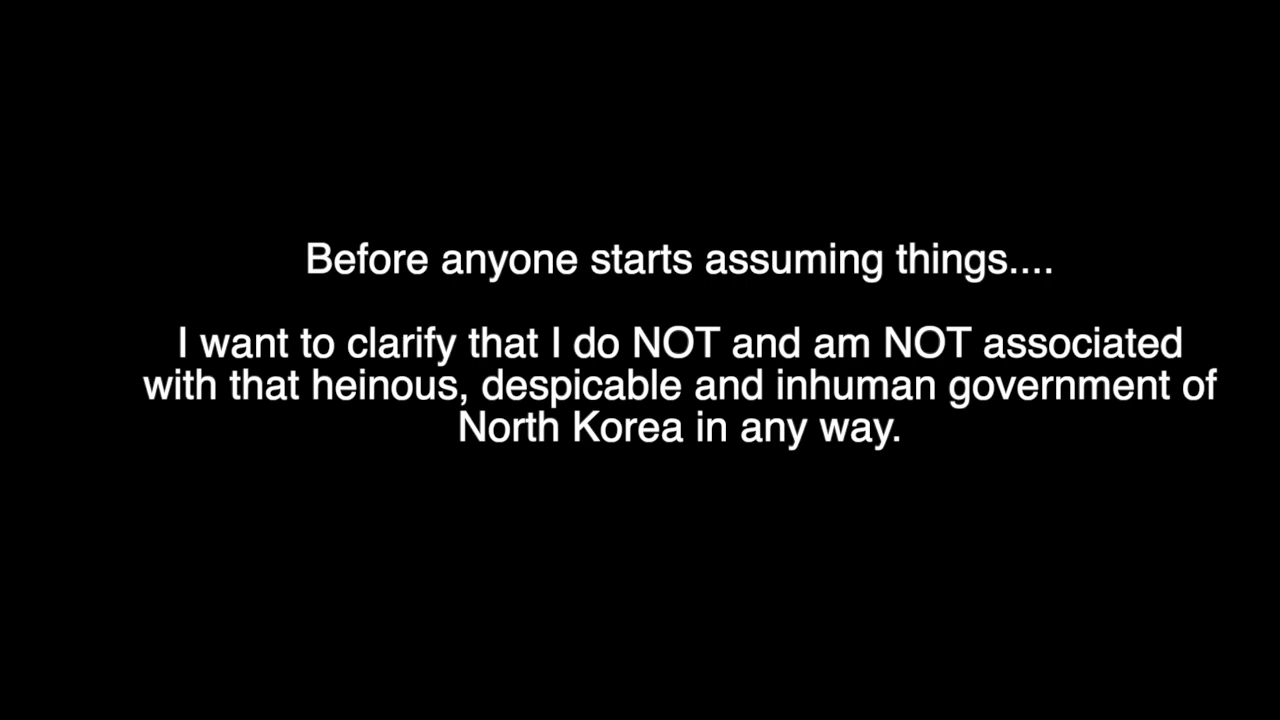 Before anyone starts assuming things....
I want to clarify that I do NOT and am NOT associated
with that heinous, despicable and inhuman government of
North Korea in any way.